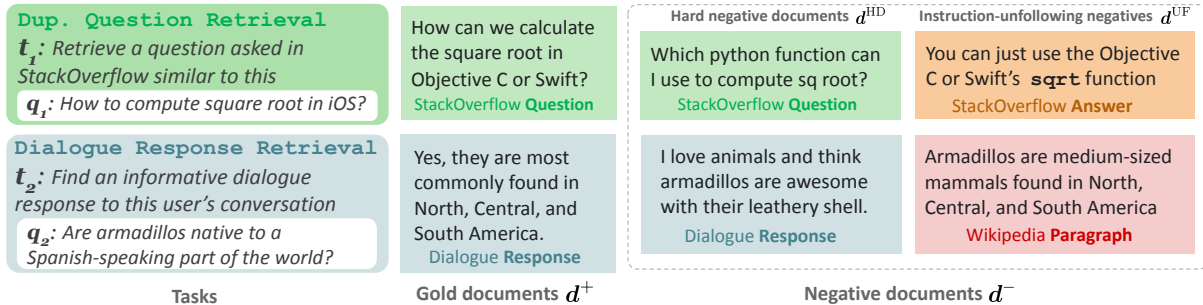 Dup. Question Retrieval
t₁: Retrieve a question asked in
StackOverflow similar to this
q₁: How to compute square root in iOS?
How can we calculate
the square root in
Objective C or Swift?
StackOverflow Question
Hard negative documents d^HD
Which python function can
I use to compute sq root?
StackOverflow Question
Instruction-unfollowing negatives d^UF
You can just use the Objective
C or Swift's sqrt function
StackOverflow Answer
Dialogue Response Retrieval
t₂: Find an informative dialogue
response to this user's conversation
q₂: Are armadillos native to a
Spanish-speaking part of the world?
Yes, they are most
commonly found in
North, Central, and
South America.
Dialogue Response
I love animals and think
armadillos are awesome
with their leathery shell.
Dialogue Response
Armadillos are medium-sized
mammals found in North,
Central, and South America
Wikipedia Paragraph
Tasks
Gold documents d⁺
Negative documents d⁻